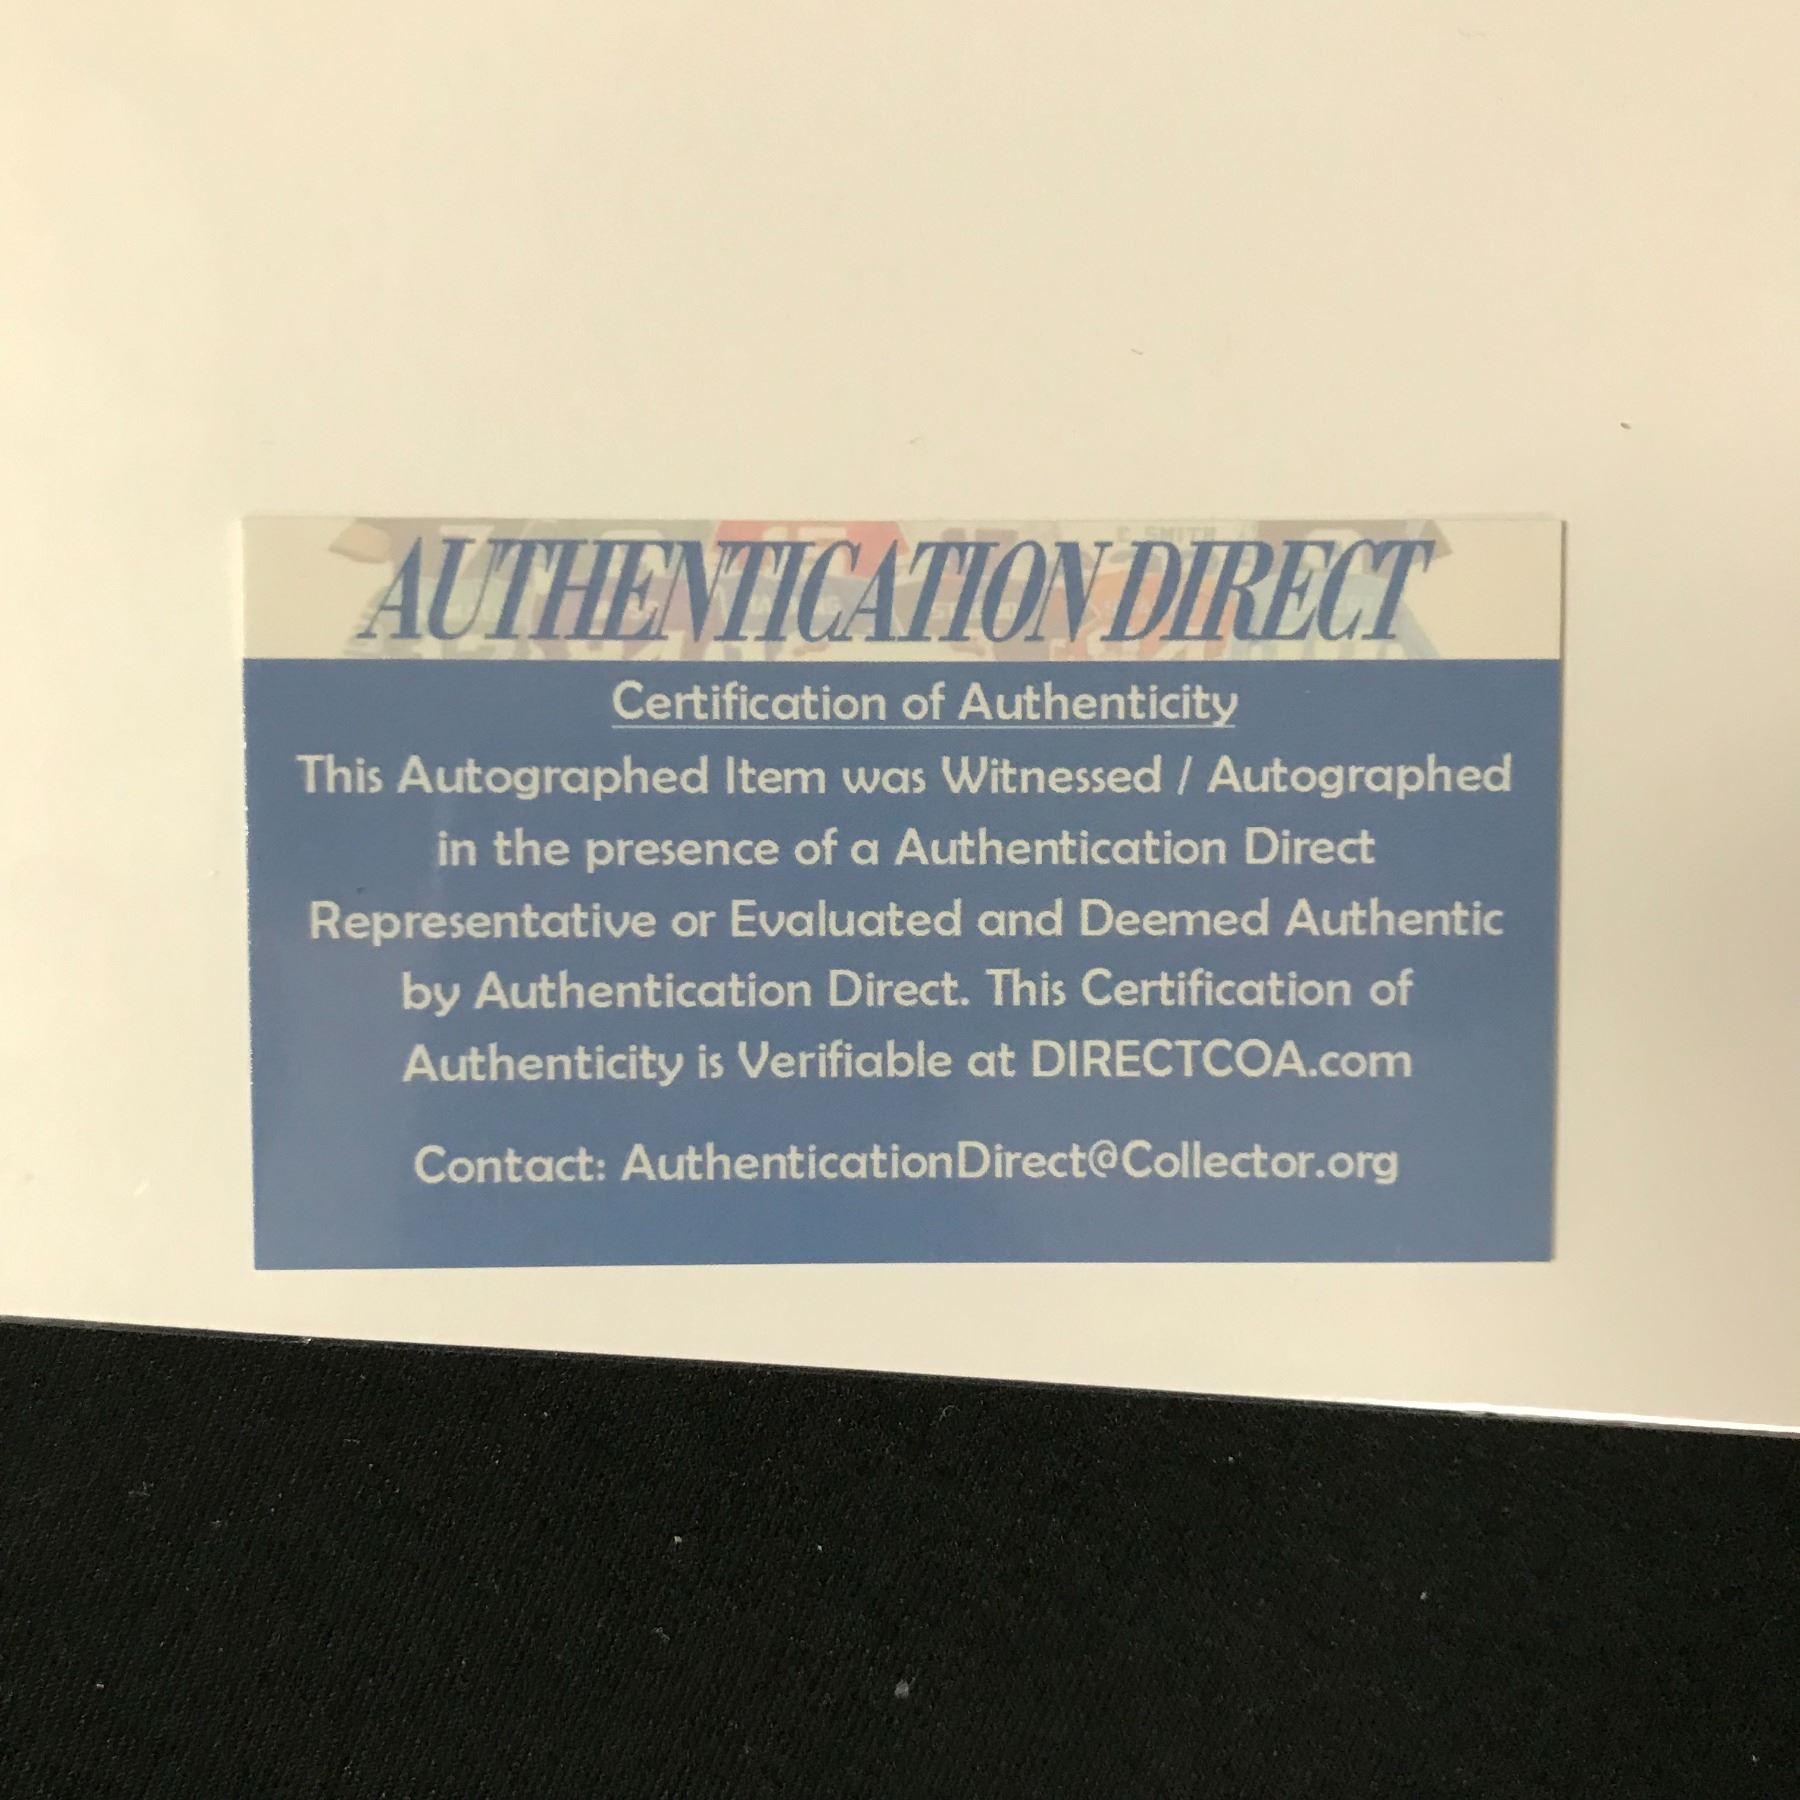 AUTHENTICATION DIRECT
Certification of Authenticity
This Autographed Item was Witnessed / Autographed
in the presence of a Authentication Direct
Representative or Evaluated and Deemed Authentic
by Authentication Direct. This Certification of
Authenticity is Verifiable at DIRECTCOA.com
Contact: AuthenticationDirect@Collector.org